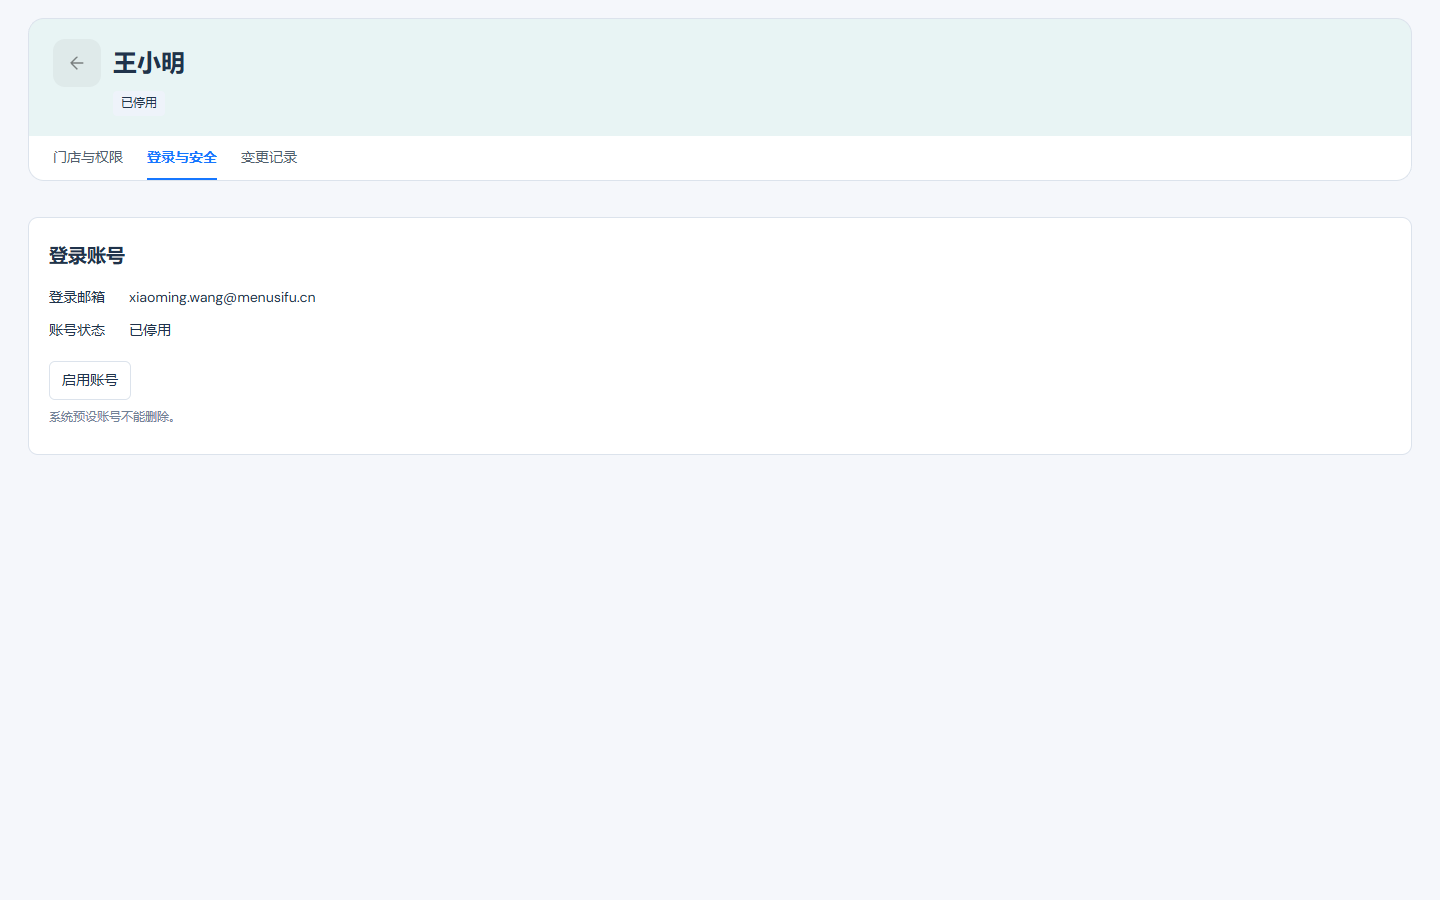 王小明
已停用
门店与权限 登录与安全 变更记录
登录账号
登录邮箱 xiaoming.wang@menusifu.cn
账号状态 已停用
启用账号
系统预设账号不能删除。